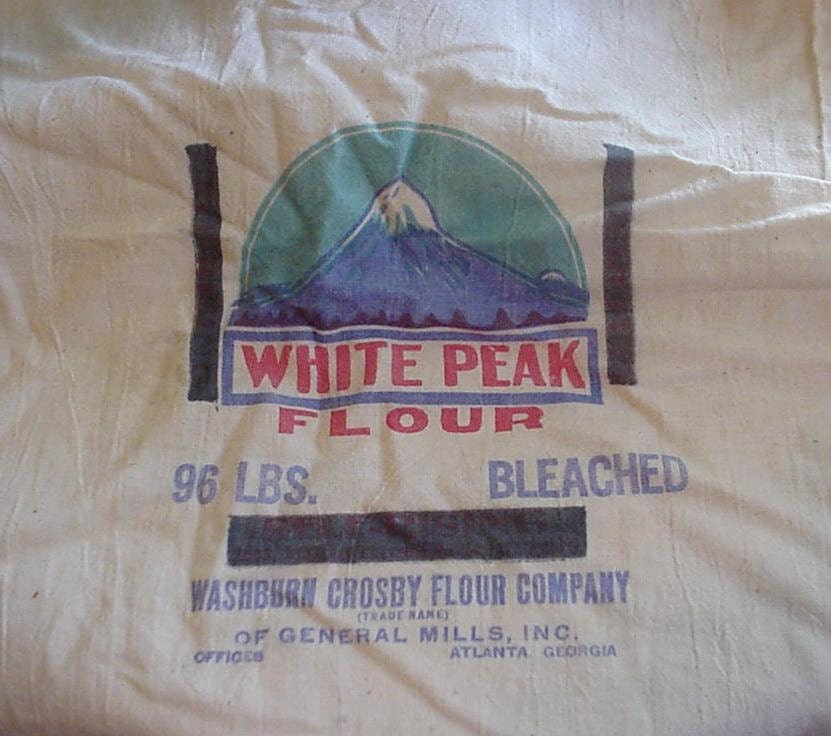 WHITE PEAK
FLOUR
96 LBS. BLEACHED
WASHBURN CROSBY FLOUR COMPANY
(TRADE NAME)
OF GENERAL MILLS, INC.
OFFICES ATLANTA GEORGIA